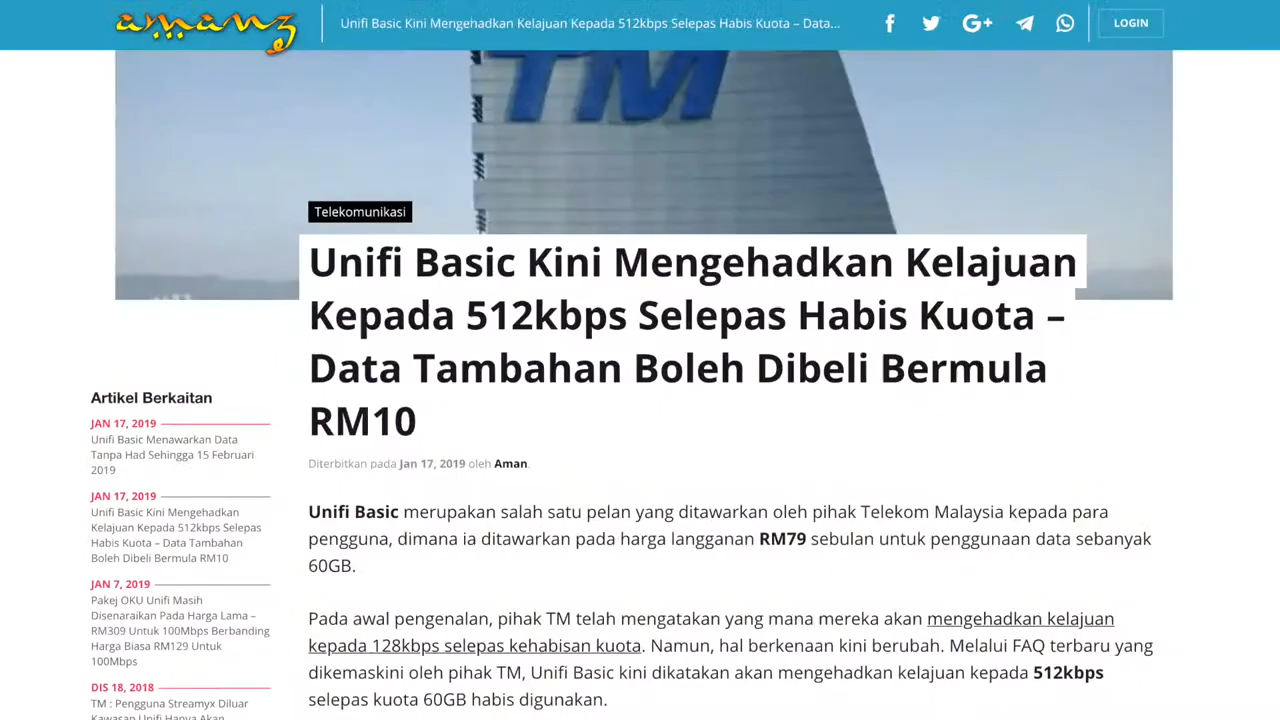 amanz
Unifi Basic Kini Mengehadkan Kelajuan Kepada 512kbps Selepas Habis Kuota – Data...
LOGIN
TM
Telekomunikasi
Unifi Basic Kini Mengehadkan Kelajuan
Kepada 512kbps Selepas Habis Kuota –
Data Tambahan Boleh Dibeli Bermula
RM10
Diterbitkan pada Jan 17, 2019 oleh Aman.
Artikel Berkaitan
JAN 17, 2019
Unifi Basic Menawarkan Data
Tanpa Had Sehingga 15 Februari
2019
JAN 17, 2019
Unifi Basic Kini Mengehadkan
Kelajuan Kepada 512kbps Selepas
Habis Kuota – Data Tambahan
Boleh Dibeli Bermula RM10
JAN 7, 2019
Pakej OKU Unifi Masih
Disenaraikan Pada Harga Lama –
RM309 Untuk 100Mbps Berbanding
Harga Biasa RM129 Untuk
100Mbps
DIS 18, 2018
TM : Pengguna Streamyx Diluar
Kawasan Unifi Hanya Akan
Unifi Basic merupakan salah satu pelan yang ditawarkan oleh pihak Telekom Malaysia kepada para
pengguna, dimana ia ditawarkan pada harga langganan RM79 sebulan untuk penggunaan data sebanyak
60GB.
Pada awal pengenalan, pihak TM telah mengatakan yang mana mereka akan mengehadkan kelajuan
kepada 128kbps selepas kehabisan kuota. Namun, hal berkenaan kini berubah. Melalui FAQ terbaru yang
dikemaskini oleh pihak TM, Unifi Basic kini dikatakan akan mengehadkan kelajuan kepada 512kbps
selepas kuota 60GB habis digunakan.